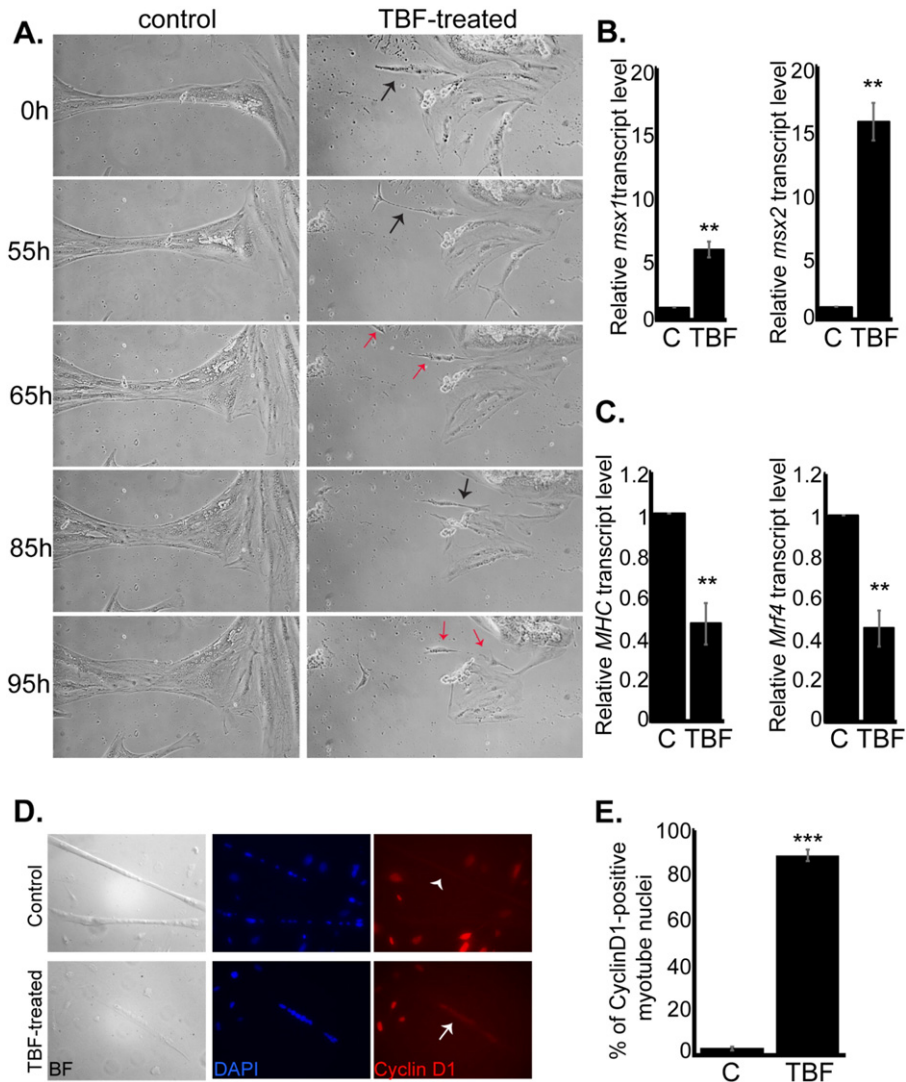 A.
control
TBF-treated
0h
55h
65h
85h
95h
B.
Relative msx1transcript level
20
15
10
5
0
**
C TBF
Relative msx2 transcript level
20
15
10
5
0
**
C TBF
C.
Relative MHC transcript level
1.2
1
0.8
0.6
0.4
0.2
0
**
C TBF
Relative Mrf4 transcript level
1.2
1
0.8
0.6
0.4
0.2
0
**
C TBF
D.
Control
TBF-treated
BF
DAPI
Cyclin D1
E.
% of CyclinD1-positive
myotube nuclei
100
80
60
40
20
0
***
C TBF